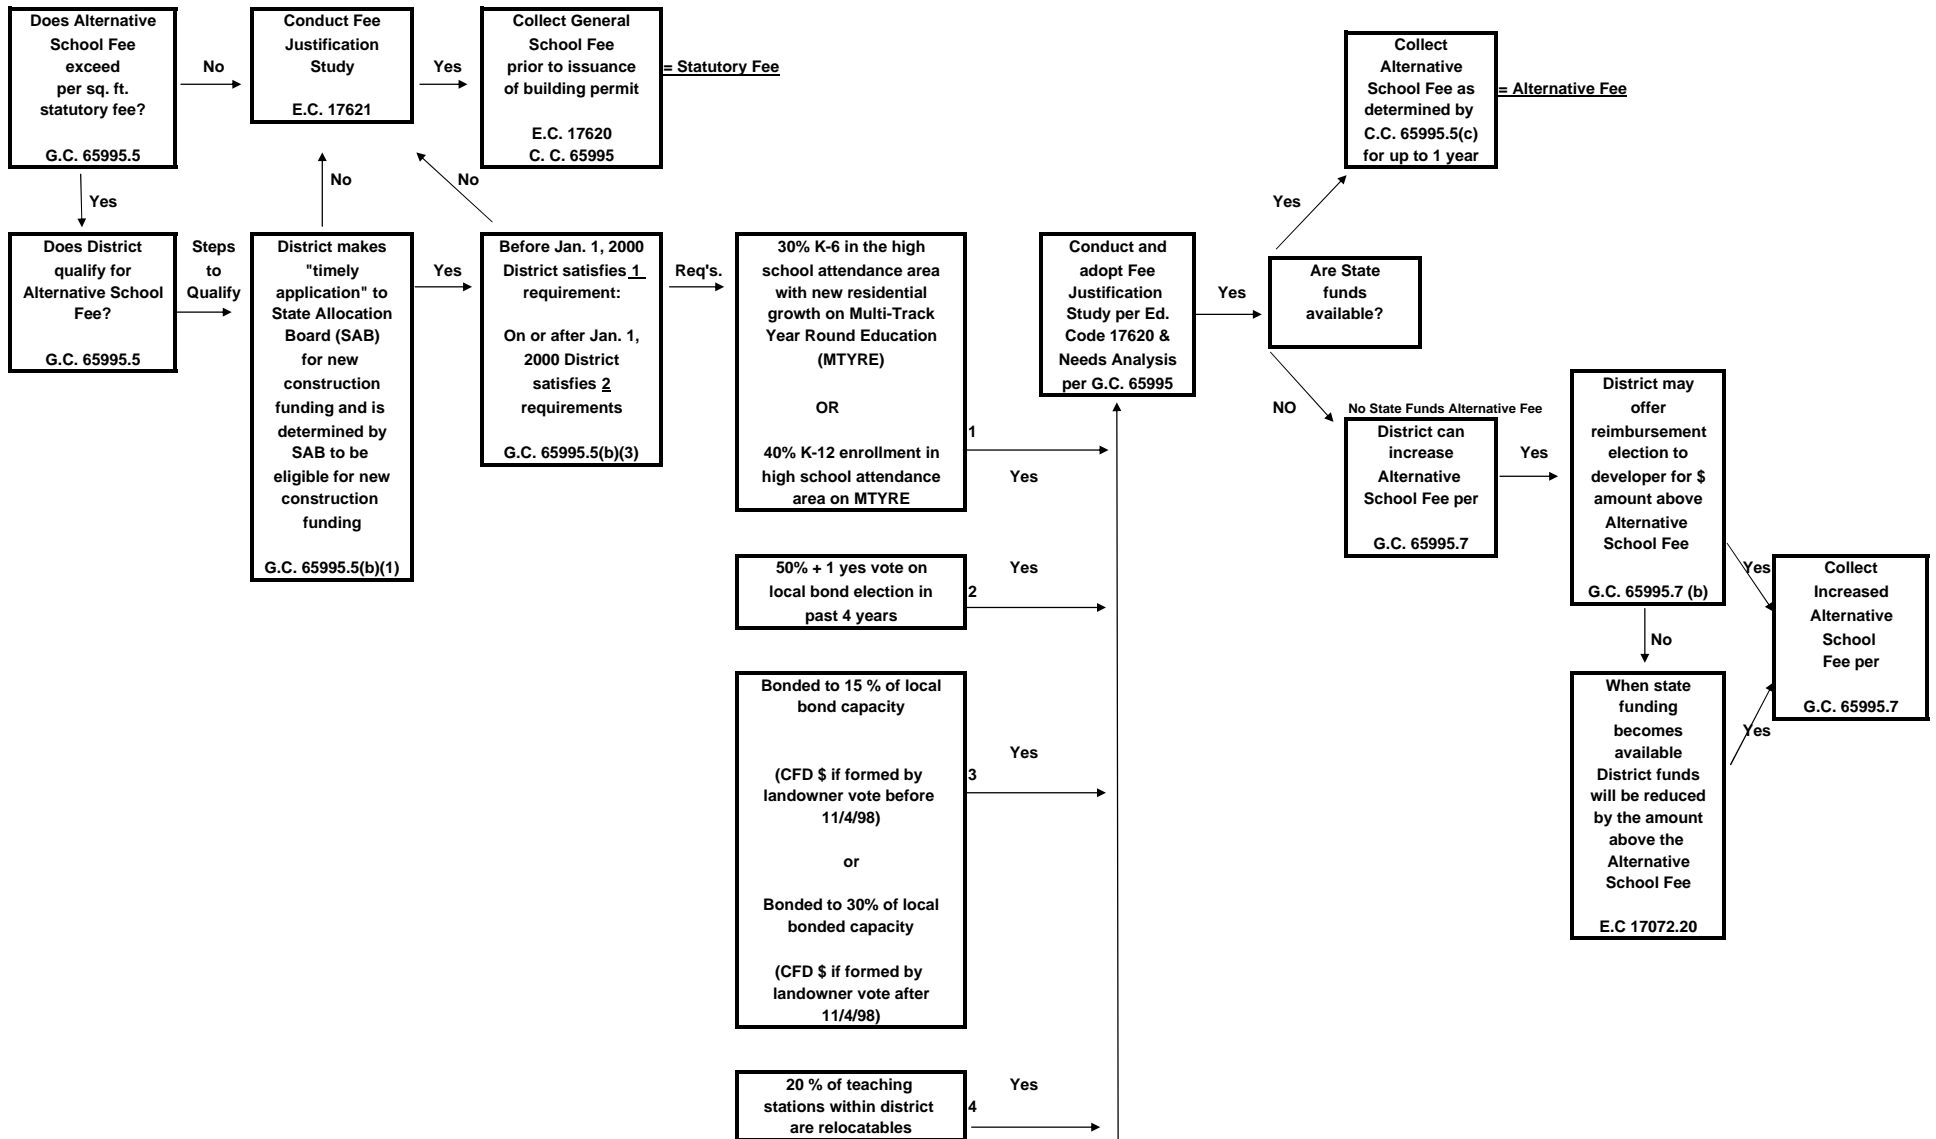 Does Alternative
School Fee
exceed
per sq. ft.
statutory fee?
G.C. 65995.5
No
Conduct Fee
Justification
Study
E.C. 17621
Yes
Collect General
School Fee
prior to issuance
of building permit
E.C. 17620
C. C. 65995
= Statutory Fee
Yes
No
No
Does District
qualify for
Alternative School
Fee?
G.C. 65995.5
Steps
to
Qualify
District makes
"timely
application" to
State Allocation
Board (SAB)
for new
construction
funding and is
determined by
SAB to be
eligible for new
construction
funding
G.C. 65995.5(b)(1)
Yes
Before Jan. 1, 2000
District satisfies 1
requirement:
On or after Jan. 1,
2000 District
satisfies 2
requirements
G.C. 65995.5(b)(3)
Req's.
30% K-6 in the high
school attendance area
with new residential
growth on Multi-Track
Year Round Education
(MTYRE)
OR
40% K-12 enrollment in
high school attendance
area on MTYRE
1
Yes
50% + 1 yes vote on
local bond election in
past 4 years
Yes
2
Bonded to 15 % of local
bond capacity
(CFD $ if formed by
landowner vote before
11/4/98)
or
Bonded to 30% of local
bonded capacity
(CFD $ if formed by
landowner vote after
11/4/98)
Yes
3
20 % of teaching
stations within district
are relocatables
Yes
4
Conduct and
adopt Fee
Justification
Study per Ed.
Code 17620 &
Needs Analysis
per G.C. 65995
Yes
Are State
funds
available?
Yes
Collect
Alternative
School Fee as
determined by
C.C. 65995.5(c)
for up to 1 year
= Alternative Fee
NO
No State Funds Alternative Fee
District can
increase
Alternative
School Fee per
G.C. 65995.7
Yes
District may
offer
reimbursement
election to
developer for $
amount above
Alternative
School Fee
G.C. 65995.7 (b)
Yes
No
When state
funding
becomes
available
District funds
will be reduced
by the amount
above the
Alternative
School Fee
E.C 17072.20
Yes
Collect
Increased
Alternative
School
Fee per
G.C. 65995.7